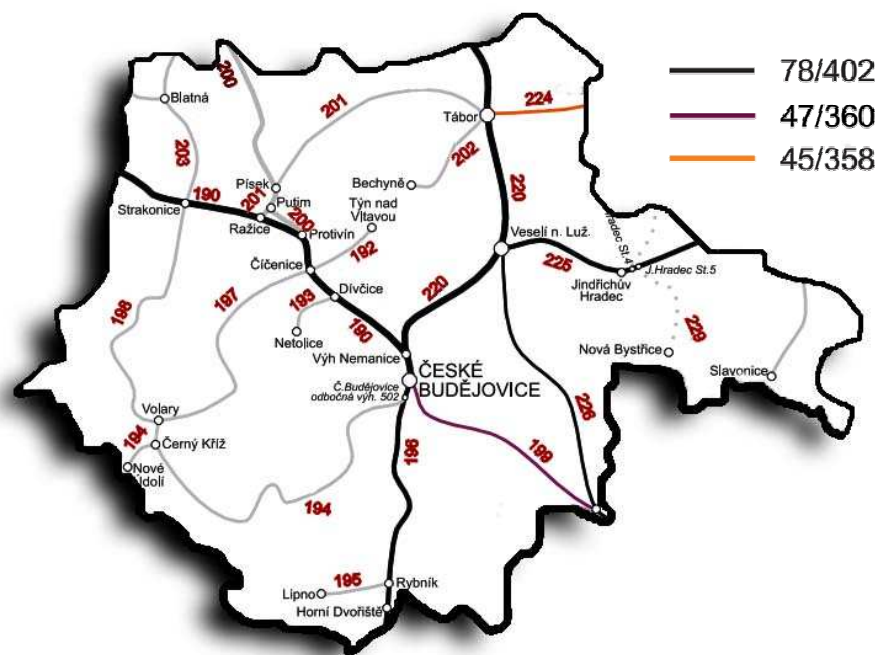 78/402
47/360
45/358
200
201
224
Blatná
Tábor
203
202
Písek
Bechyně
190
201
Putim
Týn nad
Vltavou
220
Strakonice
Ražice
200
Protivín
192
Veselí n. Luž.
225
J.Hradec St.5
Jindřichův
Hradec
Číčenice
197
198
193
Dívčice
220
190
Netolice
Výh Nemanice
229
Nová Bystřice
Slavonice
ČESKÉ
BUDĚJOVICE
Č.Budějovice
odbočná výh. 502
Volary
194
Černý Kříž
Nové
Údolí
226
199
196
194
195
Lipno
Rybník
Horní Dvořiště